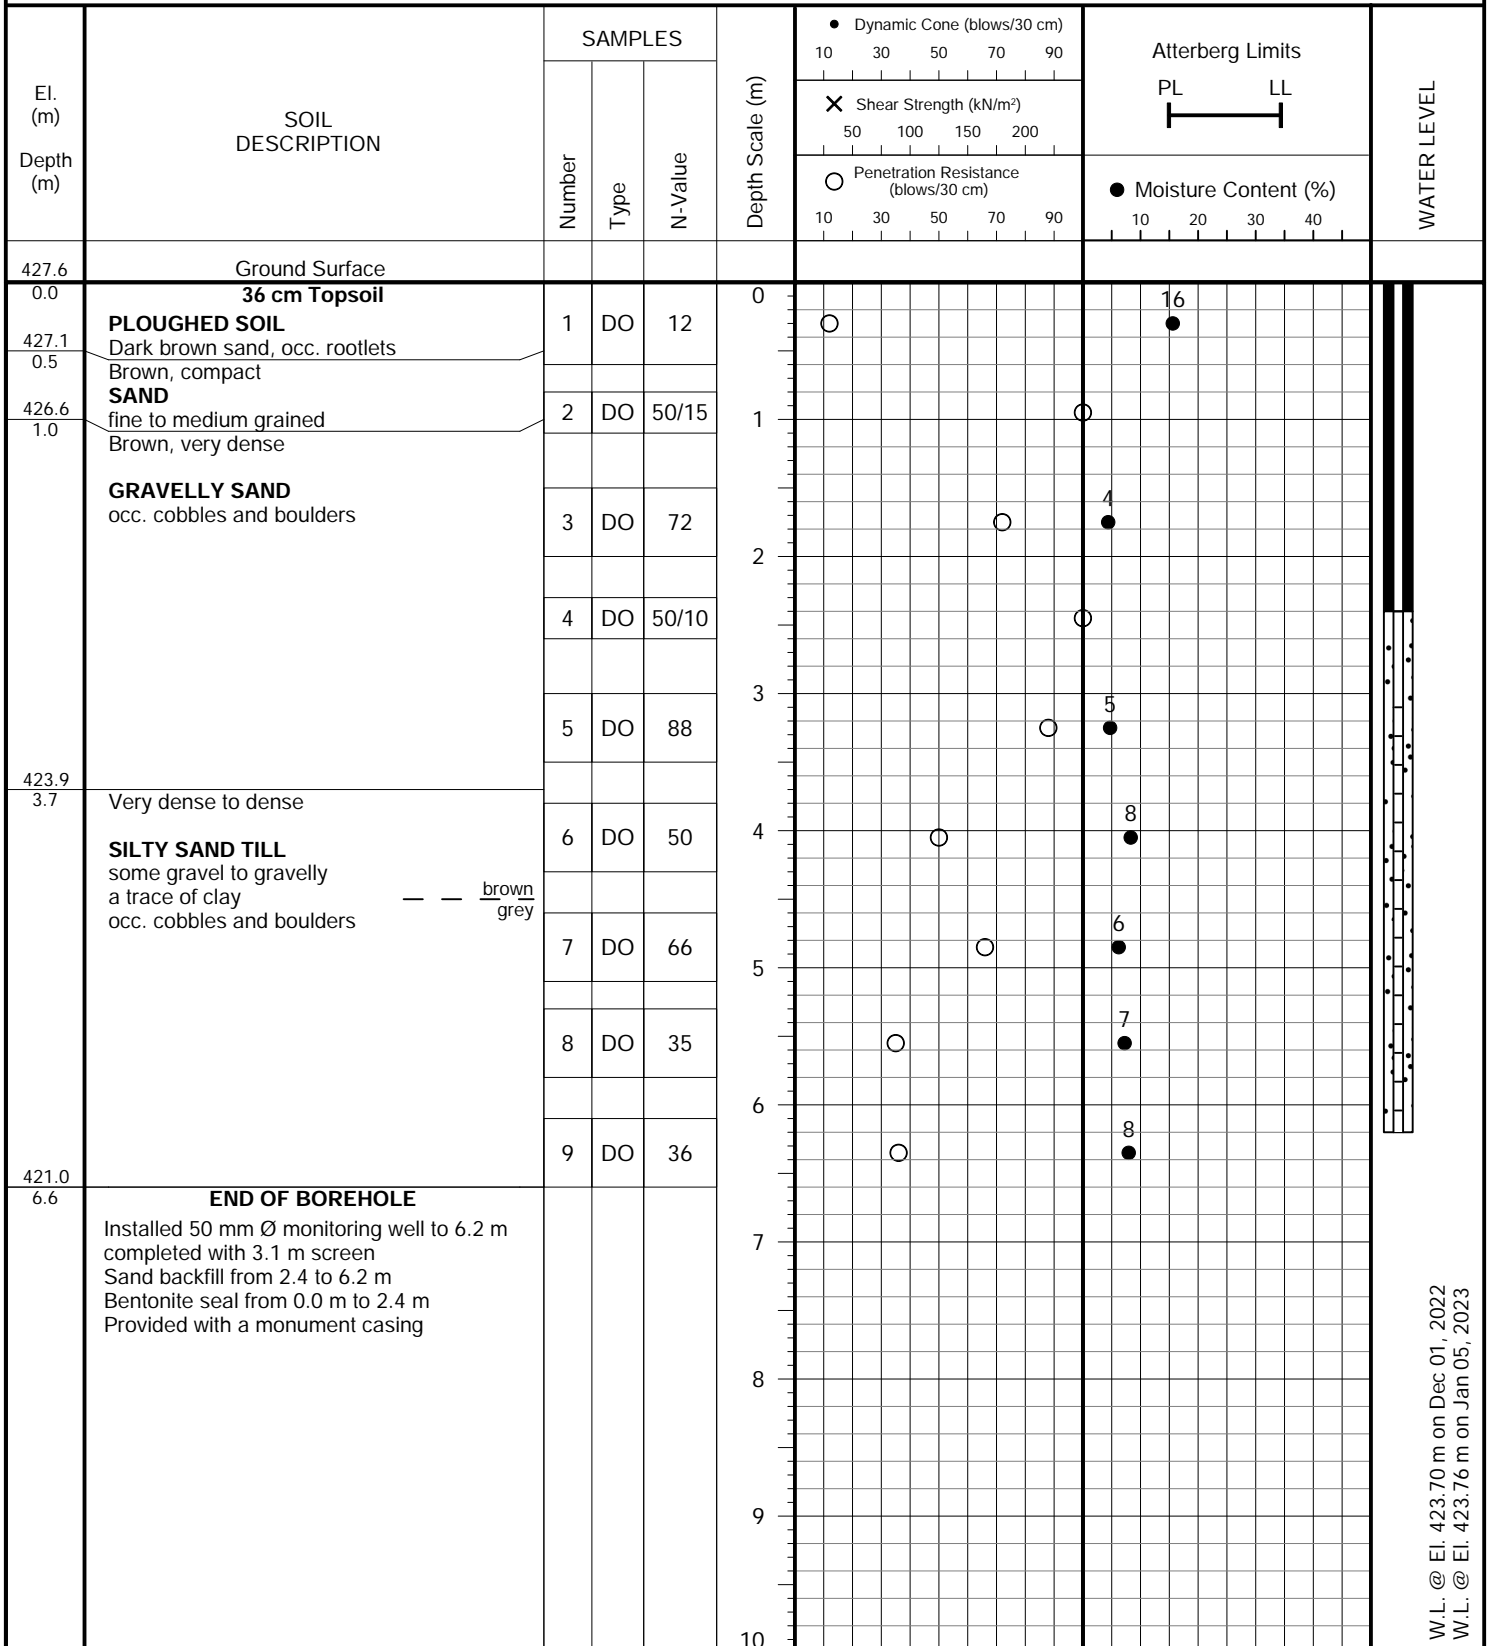 El.
(m)
Depth
(m)
SOIL
DESCRIPTION
SAMPLES
Number
Type
N-Value
Depth Scale (m)
Dynamic Cone (blows/30 cm)
10 30 50 70 90
Shear Strength (kN/m²)
50 100 150 200
Penetration Resistance
(blows/30 cm)
10 30 50 70 90
Atterberg Limits
PL LL
Moisture Content (%)
10 20 30 40
WATER LEVEL
427.6 Ground Surface
0.0 36 cm Topsoil 0
16
PLOUGHED SOIL 1 DO 12
427.1 Dark brown sand, occ. rootlets
0.5 Brown, compact
SAND
426.6 fine to medium grained 2 DO 50/15 1
1.0 Brown, very dense
GRAVELLY SAND
4
occ. cobbles and boulders 3 DO 72
2
4 DO 50/10
3
5
5 DO 88
423.9
3.7 Very dense to dense
8
6 DO 50 4
SILTY SAND TILL
some gravel to gravelly
a trace of clay brown
occ. cobbles and boulders grey
6
7 DO 66
5
7
8 DO 35
6
8
9 DO 36
421.0
6.6 END OF BOREHOLE
Installed 50 mm Ø monitoring well to 6.2 m
7
completed with 3.1 m screen
Sand backfill from 2.4 to 6.2 m
Bentonite seal from 0.0 m to 2.4 m
Provided with a monument casing
8
9
10
W.L. @ El. 423.70 m on Dec 01, 2022
W.L. @ El. 423.76 m on Jan 05, 2023